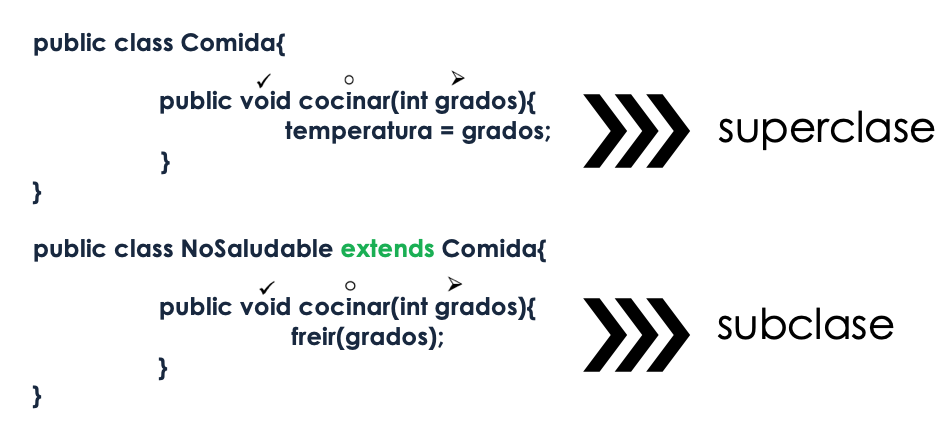 public class Comida{
✓ ○ ➢
public void cocinar(int grados){
temperatura = grados;
}
}
superclase
public class NoSaludable extends Comida{
✓ ○ ➢
public void cocinar(int grados){
freir(grados);
}
}
subclase